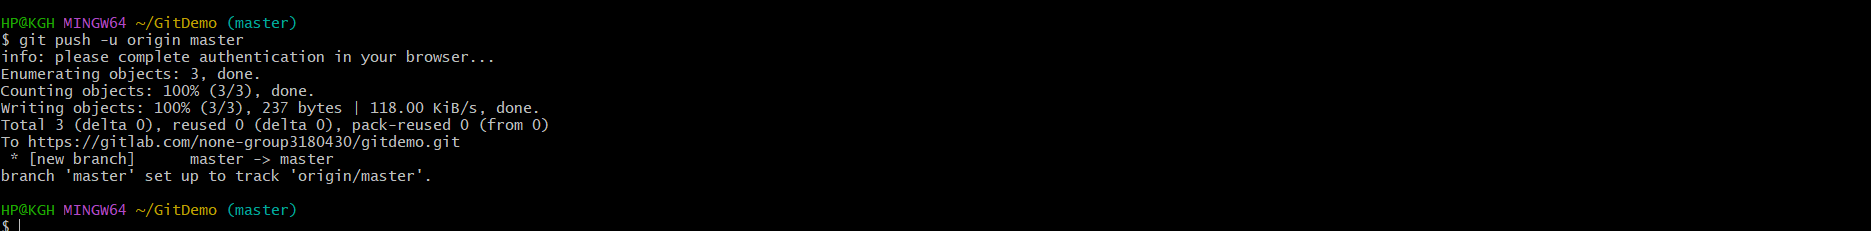 HP@KGH MINGW64 ~/GitDemo (master)
$ git push -u origin master
info: please complete authentication in your browser...
Enumerating objects: 3, done.
Counting objects: 100% (3/3), done.
Writing objects: 100% (3/3), 237 bytes | 118.00 KiB/s, done.
Total 3 (delta 0), reused 0 (delta 0), pack-reused 0 (from 0)
To https://gitlab.com/none-group3180430/gitdemo.git
 * [new branch]      master -> master
branch 'master' set up to track 'origin/master'.
HP@KGH MINGW64 ~/GitDemo (master)
$